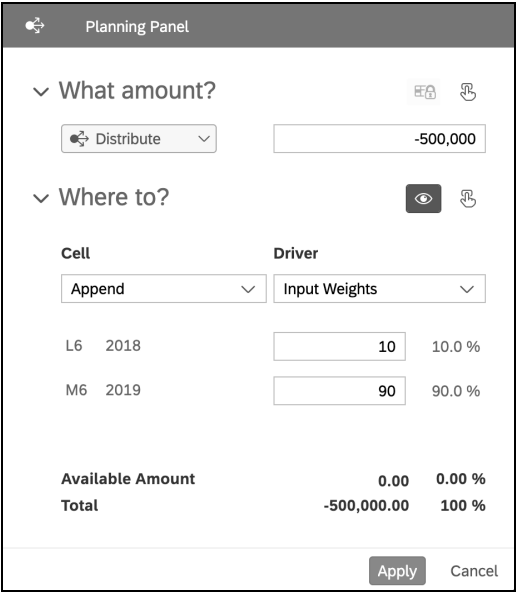 Planning Panel
What amount?
Distribute -500,000
Where to?
Cell Driver
Append Input Weights
L6 2018 10 10.0 %
M6 2019 90 90.0 %
Available Amount 0.00 0.00 %
Total -500,000.00 100 %
Apply Cancel